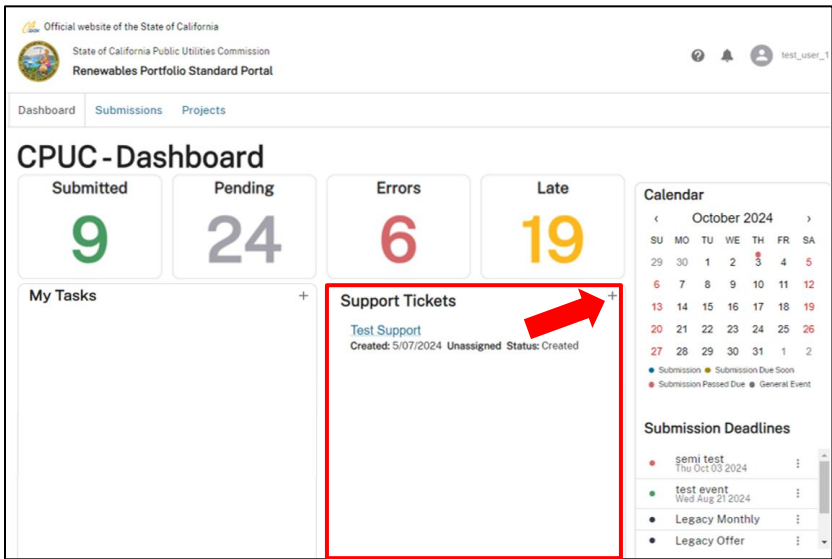 Official website of the State of California
State of California Public Utilities Commission
Renewables Portfolio Standard Portal
test_user_1
Dashboard Submissions Projects
CPUC - Dashboard
Submitted
9
Pending
24
Errors
6
Late
19
My Tasks +
Support Tickets +
Test Support
Created: 5/07/2024 Unassigned Status: Created
Calendar
‹ October 2024 ›
SU MO TU WE TH FR SA
29 30 1 2 3 4 5
6 7 8 9 10 11 12
13 14 15 16 17 18 19
20 21 22 23 24 25 26
27 28 29 30 31 1 2
Submission Submission Due Soon
Submission Passed Due General Event
Submission Deadlines
semi test
Thu Oct 03 2024
test event
Wed Aug 21 2024
Legacy Monthly
Legacy Offer